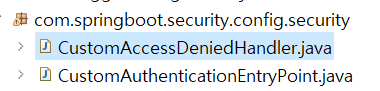 com.springboot.security.config.security
CustomAccessDeniedHandler.java
CustomAuthenticationEntryPoint.java